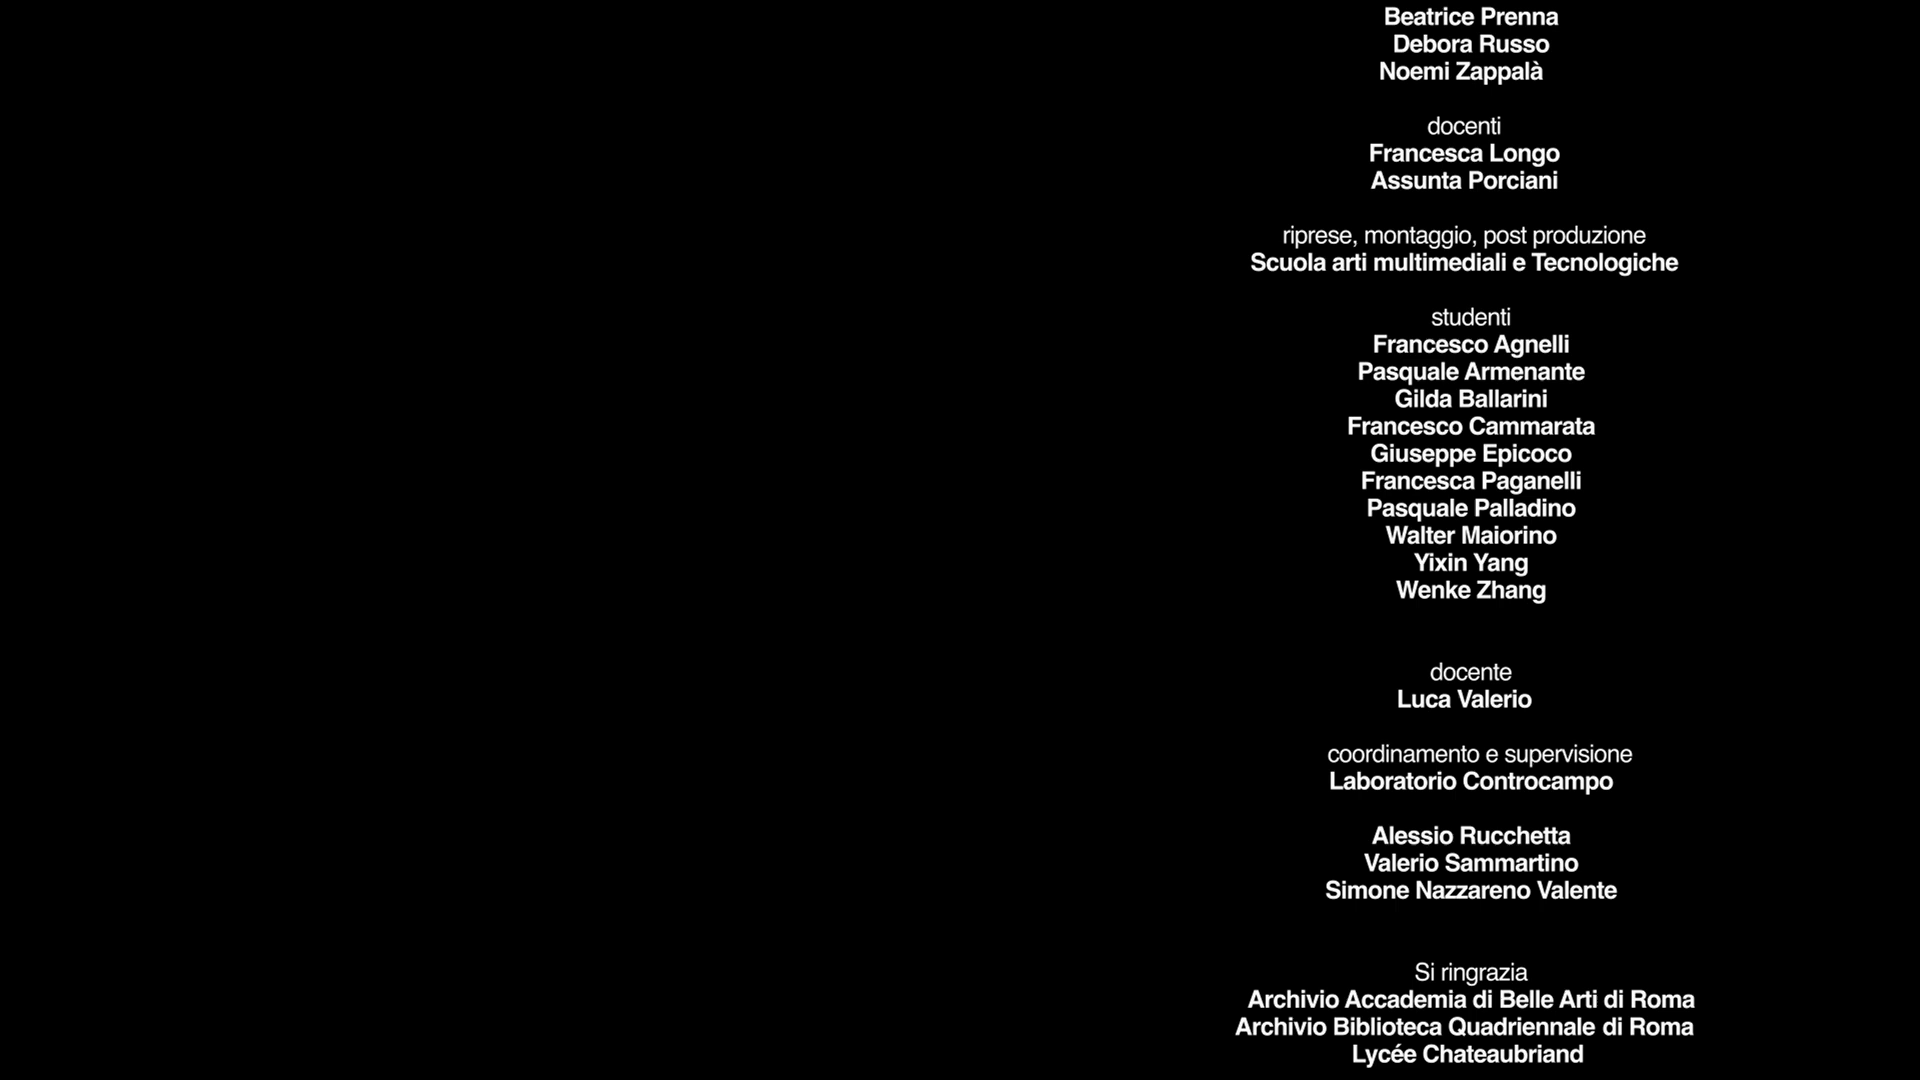 Beatrice Prenna
Debora Russo
Noemi Zappalà
docenti
Francesca Longo
Assunta Porciani
riprese, montaggio, post produzione
Scuola arti multimediali e Tecnologiche
studenti
Francesco Agnelli
Pasquale Armenante
Gilda Ballarini
Francesco Cammarata
Giuseppe Epicoco
Francesca Paganelli
Pasquale Palladino
Walter Maiorino
Yixin Yang
Wenke Zhang
docente
Luca Valerio
coordinamento e supervisione
Laboratorio Controcampo
Alessio Rucchetta
Valerio Sammartino
Simone Nazzareno Valente
Si ringrazia
Archivio Accademia di Belle Arti di Roma
Archivio Biblioteca Quadriennale di Roma
Lycée Chateaubriand